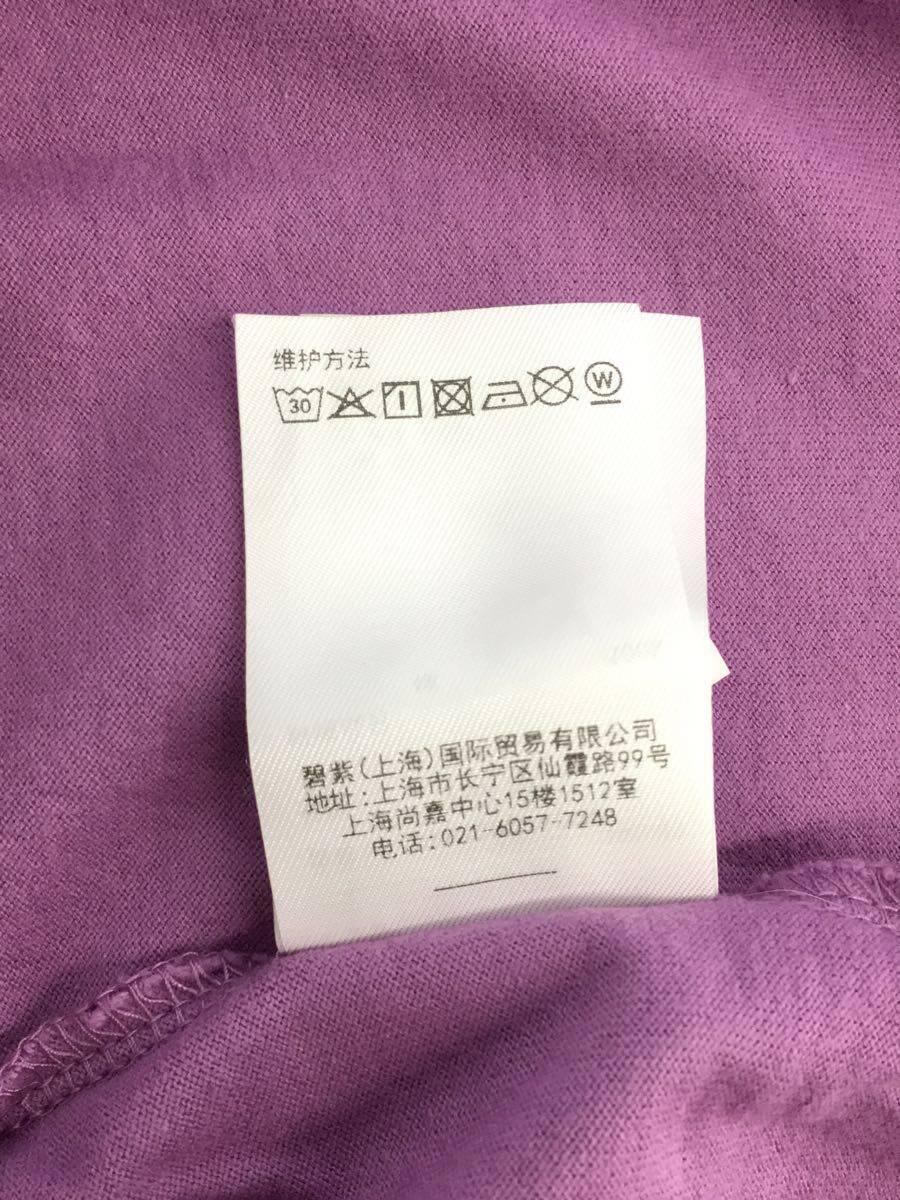 维护方法
30
W
碧紫(上海)国际贸易有限公司
地址:上海市长宁区仙霞路99号
上海尚嘉中心15楼1512室
电话:021-6057-7248